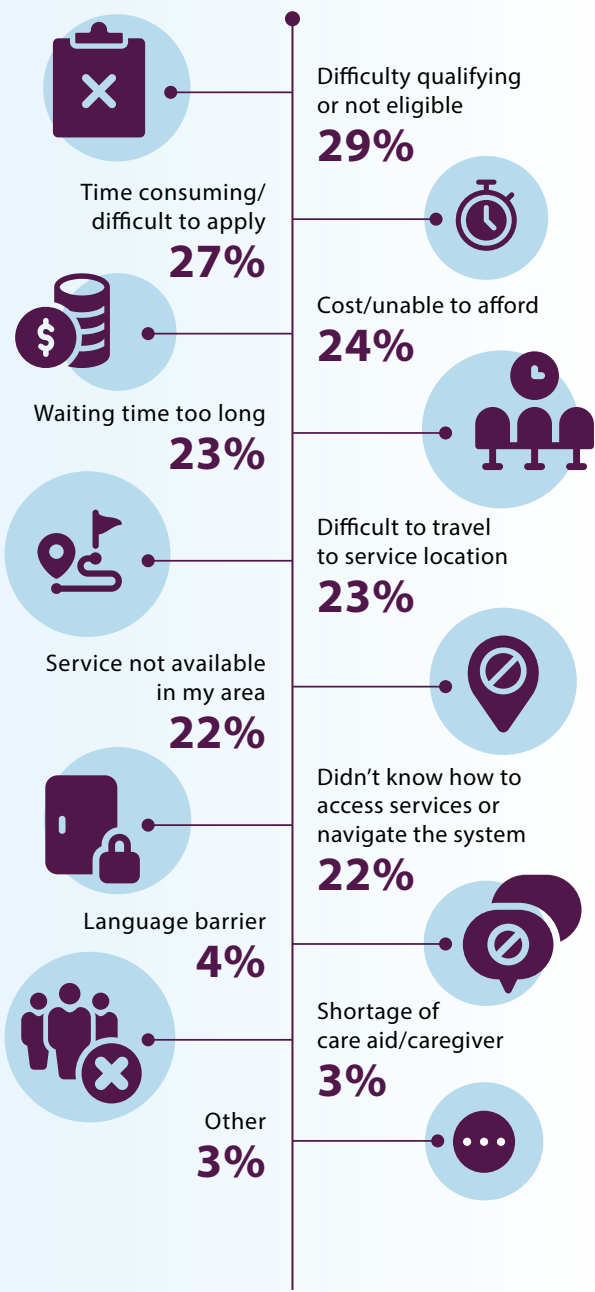 Difficulty qualifying
or not eligible
29%
Time consuming/
difficult to apply
27%
Cost/unable to afford
24%
Waiting time too long
23%
Difficult to travel
to service location
23%
Service not available
in my area
22%
Didn’t know how to
access services or
navigate the system
22%
Language barrier
4%
Shortage of
care aid/caregiver
3%
Other
3%